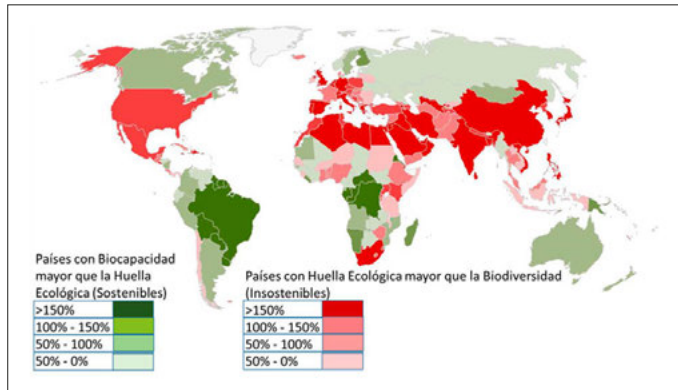 Países con Biocapacidad
mayor que la Huella
Ecológica (Sostenibles)
>150%
100% - 150%
50% - 100%
50% - 0%
Países con Huella Ecológica mayor que la Biodiversidad
(Insostenibles)
>150%
100% - 150%
50% - 100%
50% - 0%